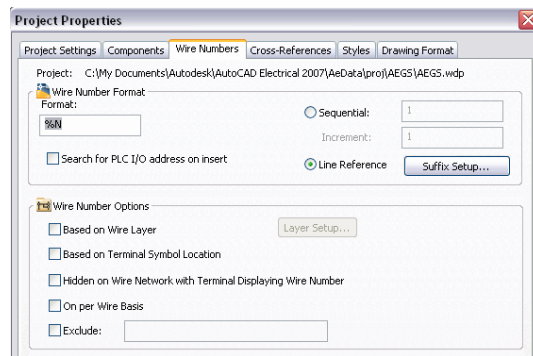 Project Properties
Project Settings Components Wire Numbers Cross-References Styles Drawing Format
Project: C:\My Documents\Autodesk\AutoCAD Electrical 2007\AeData\proj\AEGS\AEGS.wdp
Wire Number Format
Format:
%N
Sequential: 1
Increment: 1
Search for PLC I/O address on insert
Line Reference Suffix Setup...
Wire Number Options
Based on Wire Layer Layer Setup...
Based on Terminal Symbol Location
Hidden on Wire Network with Terminal Displaying Wire Number
On per Wire Basis
Exclude: